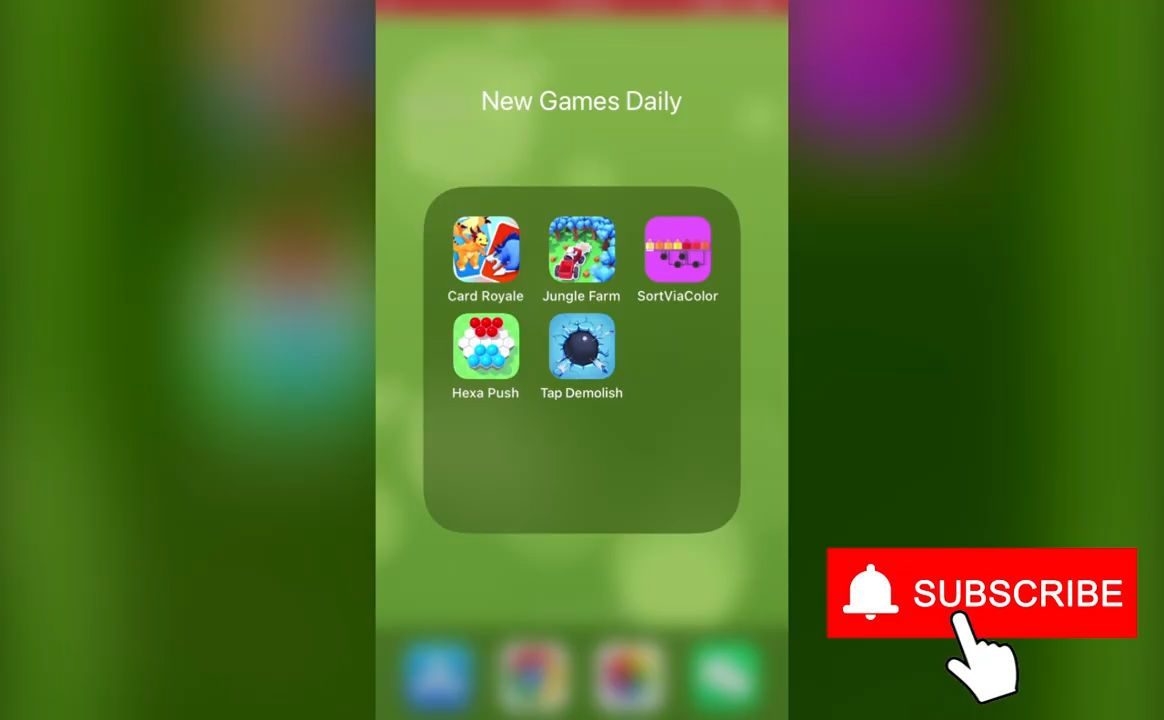 New Games Daily
Card Royale
Jungle Farm
SortViaColor
Hexa Push
Tap Demolish
SUBSCRIBE